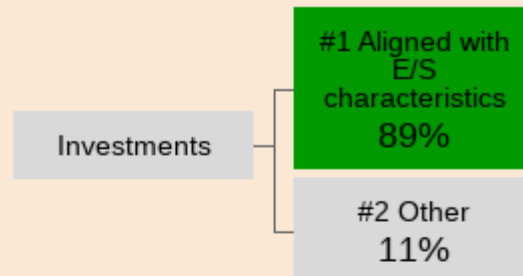 #1 Aligned with
E/S
characteristics
89%
Investments
#2 Other
11%